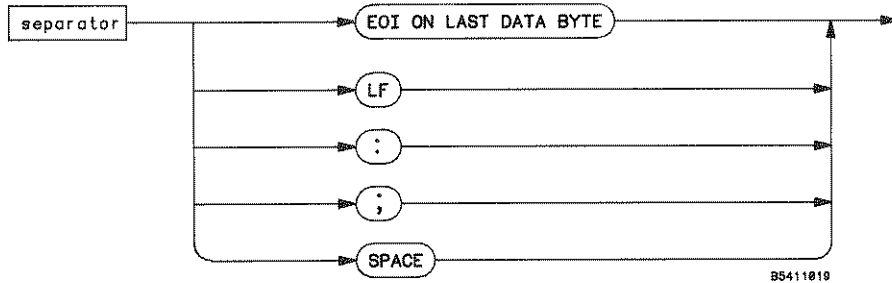 separator
EOI ON LAST DATA BYTE
LF
:
;
SPACE
B5411019